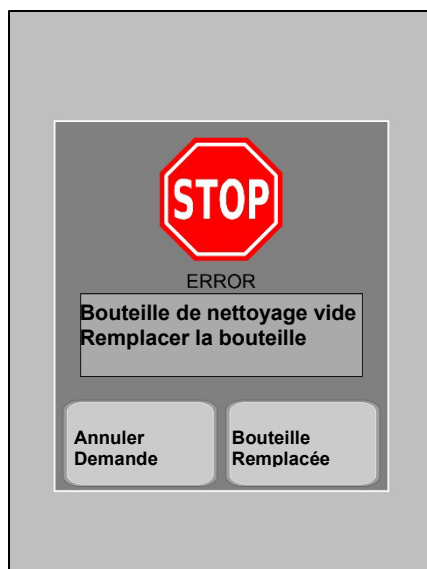 STOP
ERROR
Bouteille de nettoyage vide
Remplacer la bouteille
Annuler
Demande
Bouteille
Remplacée